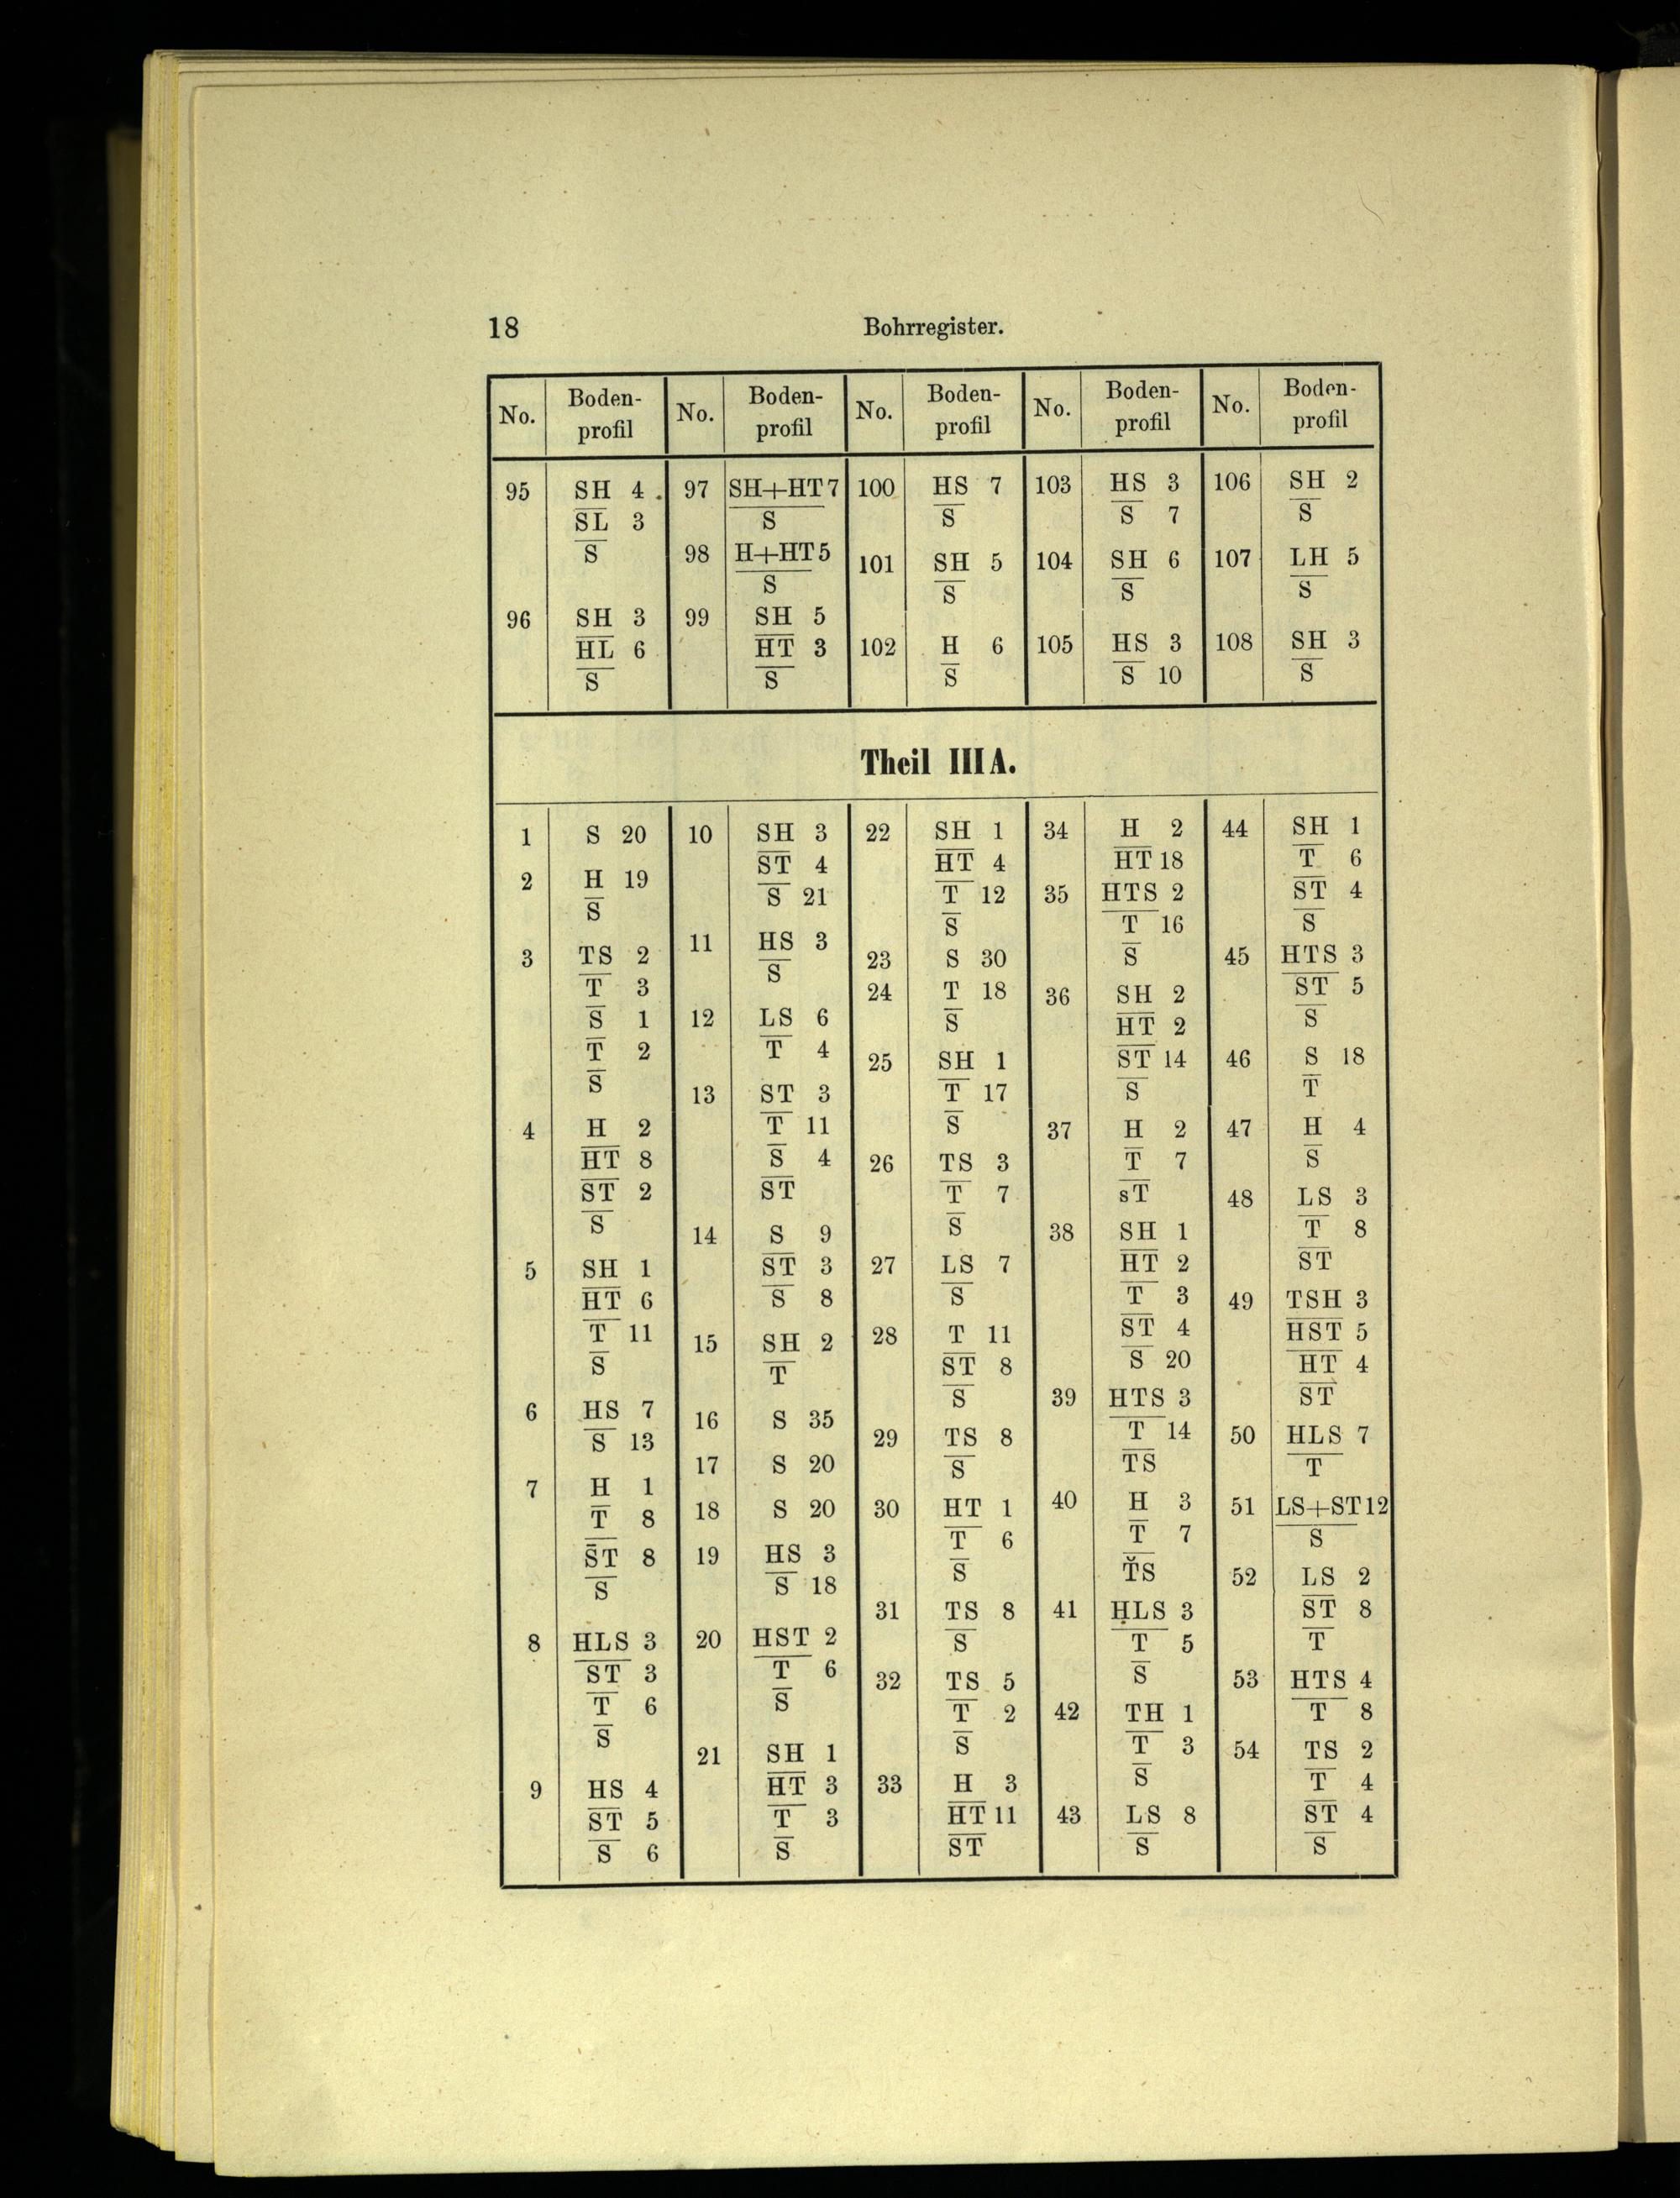 18
Bohrregister.
No. Boden-profil No. Boden-profil No. Boden-profil No. Boden-profil No. Boden-profil
95 SH 4
SL 3
S
96 SH 3
HL 6
S
97 SH+HT 7
S
98 H+HT 5
S
99 SH 5
HT 3
S
100 HS 7
S
101 SH 5
S
102 H 6
S
103 HS 3
S 7
104 SH 6
S
105 HS 3
S 10
106 SH 2
S
107 LH 5
S
108 SH 3
S
Theil III A.
1 S 20
2 H 19
S
3 TS 2
T 3
S 1
T 2
S
4 H 2
HT 8
ST 2
S
5 SH 1
HT 6
T 11
S
6 HS 7
S 13
7 H 1
T 8
S̄T 8
S
8 HLS 3
ST 3
T 6
S
9 HS 4
ST 5
S 6
10 SH 3
ST 4
S 21
11 HS 3
S
12 LS 6
T 4
13 ST 3
T 11
S 4
ST
14 S 9
ST 3
S 8
15 SH 2
T
16 S 35
17 S 20
18 S 20
19 HS 3
S 18
20 HST 2
T 6
S
21 SH 1
HT 3
T 3
S
22 SH 1
HT 4
T 12
S
23 S 30
24 T 18
S
25 SH 1
T 17
S
26 TS 3
T 7
S
27 LS 7
S
28 T 11
ST 8
S
29 TS 8
S
30 HT 1
T 6
S
31 TS 8
S
32 TS 5
T 2
S
33 H 3
HT 11
ST
34 H 2
HT 18
35 HTS 2
T 16
S
36 SH 2
HT 2
ST 14
S
37 H 2
T 7
sT
38 SH 1
HT 2
T 3
ST 4
S 20
39 HTS 3
T 14
TS
40 H 3
T 7
T̆S
41 HLS 3
T 5
S
42 TH 1
T 3
S
43 LS 8
S
44 SH 1
T 6
ST 4
S
45 HTS 3
ST 5
S
46 S 18
T
47 H 4
S
48 LS 3
T 8
ST
49 TSH 3
HST 5
HT 4
ST
50 HLS 7
T
51 LS+ST 12
S
52 LS 2
ST 8
T
53 HTS 4
T 8
54 TS 2
T 4
ST 4
S